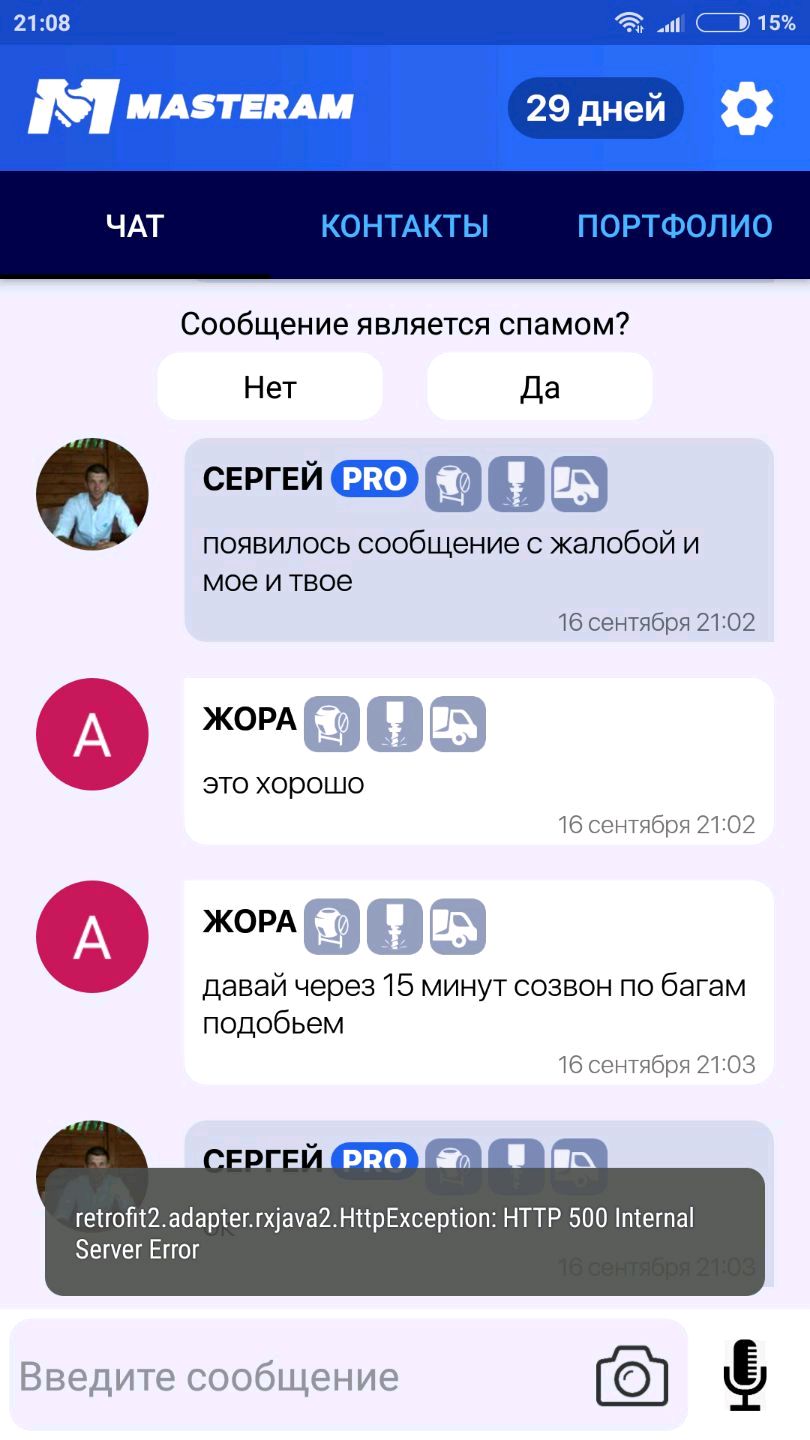 21:08
15%
MASTERAM
29 дней
ЧАТ
КОНТАКТЫ
ПОРТФОЛИО
Сообщение является спамом?
Нет
Да
СЕРГЕЙ PRO
появилось сообщение с жалобой и
мое и твое
16 сентября 21:02
А
ЖОРА
это хорошо
16 сентября 21:02
А
ЖОРА
давай через 15 минут созвон по багам
подобьем
16 сентября 21:03
СЕРГЕЙ PRO
retrofit2.adapter.rxjava2.HttpException: HTTP 500 Internal
Server Error
ок
16 сентября 21:03
Введите сообщение